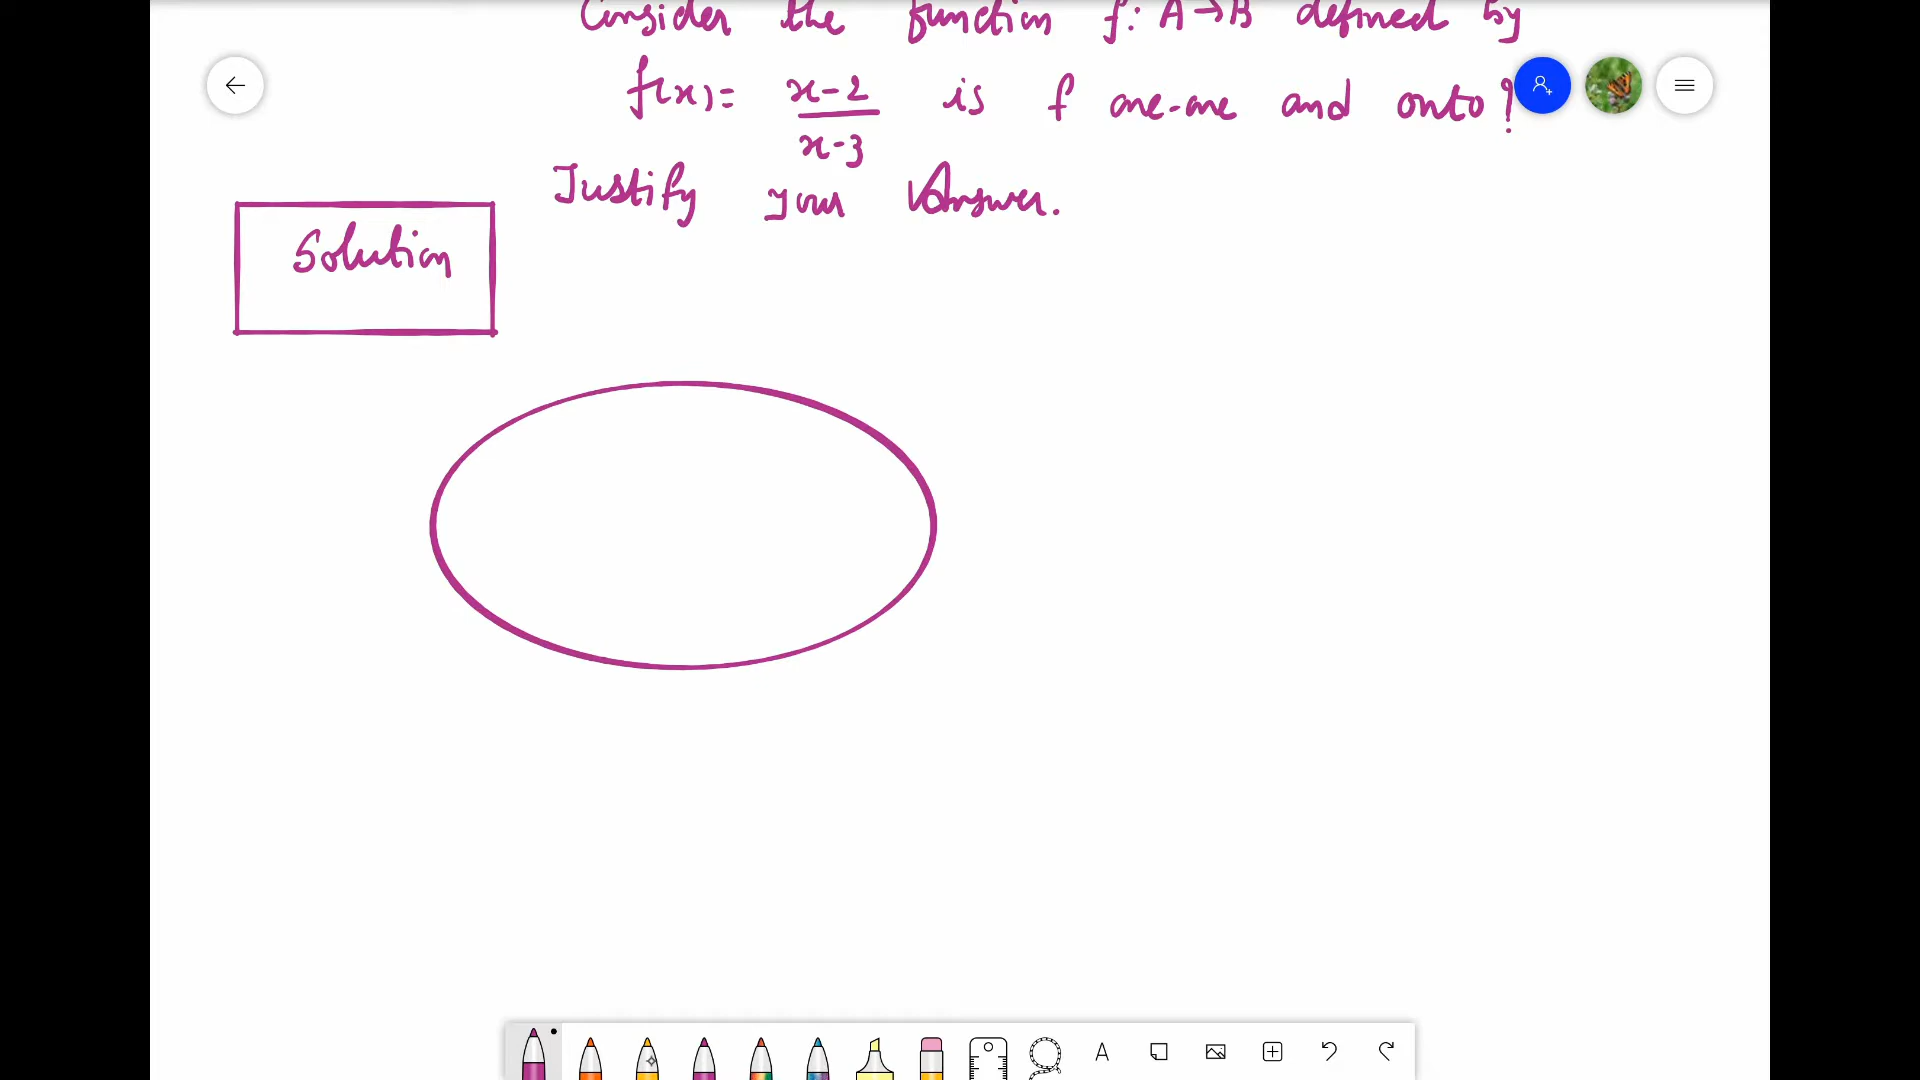 Consider the function f: A→B defined by
f(x) = x-2 / x-3 is f one-one and onto?
Justify your Answer.
Solution